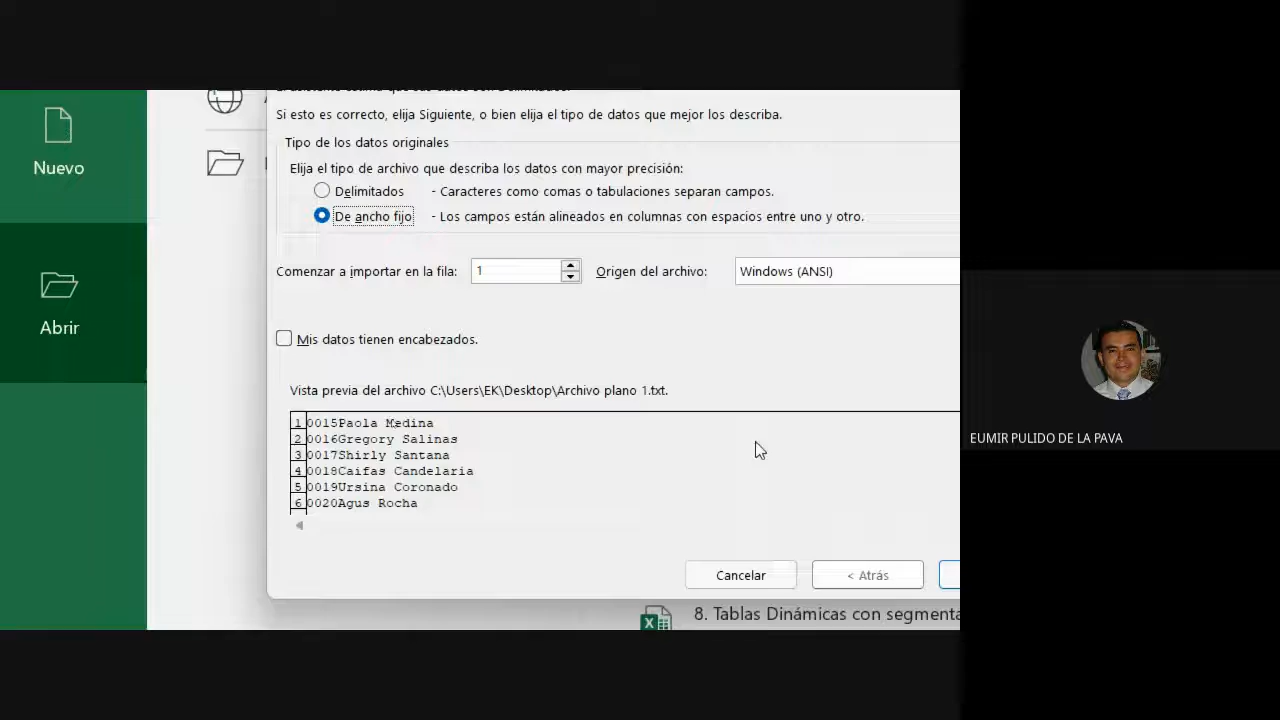 Si esto es correcto, elija Siguiente, o bien elija el tipo de datos que mejor los describa.
Tipo de los datos originales
Nuevo
Elija el tipo de archivo que describa los datos con mayor precisión:
Delimitados - Caracteres como comas o tabulaciones separan campos.
De ancho fijo - Los campos están alineados en columnas con espacios entre uno y otro.
Comenzar a importar en la fila: 1 Origen del archivo: Windows (ANSI)
Abrir
Mis datos tienen encabezados.
Vista previa del archivo C:\Users\EK\Desktop\Archivo plano 1.txt.
1 0015Paola Medina
2 0016Gregory Salinas
3 0017Shirly Santana
4 0018Caifas Candelaria
5 0019Ursina Coronado
6 0020Agus Rocha
Cancelar < Atrás
8. Tablas Dinámicas con segmenta
EUMIR PULIDO DE LA PAVA